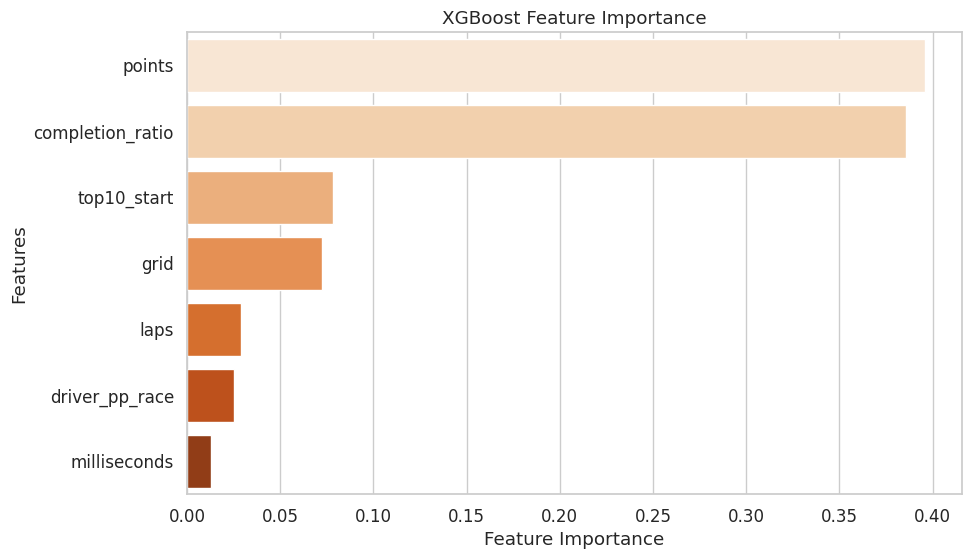 XGBoost Feature Importance
Features
points
completion_ratio
top10_start
grid
laps
driver_pp_race
milliseconds
0.00 0.05 0.10 0.15 0.20 0.25 0.30 0.35 0.40
Feature Importance